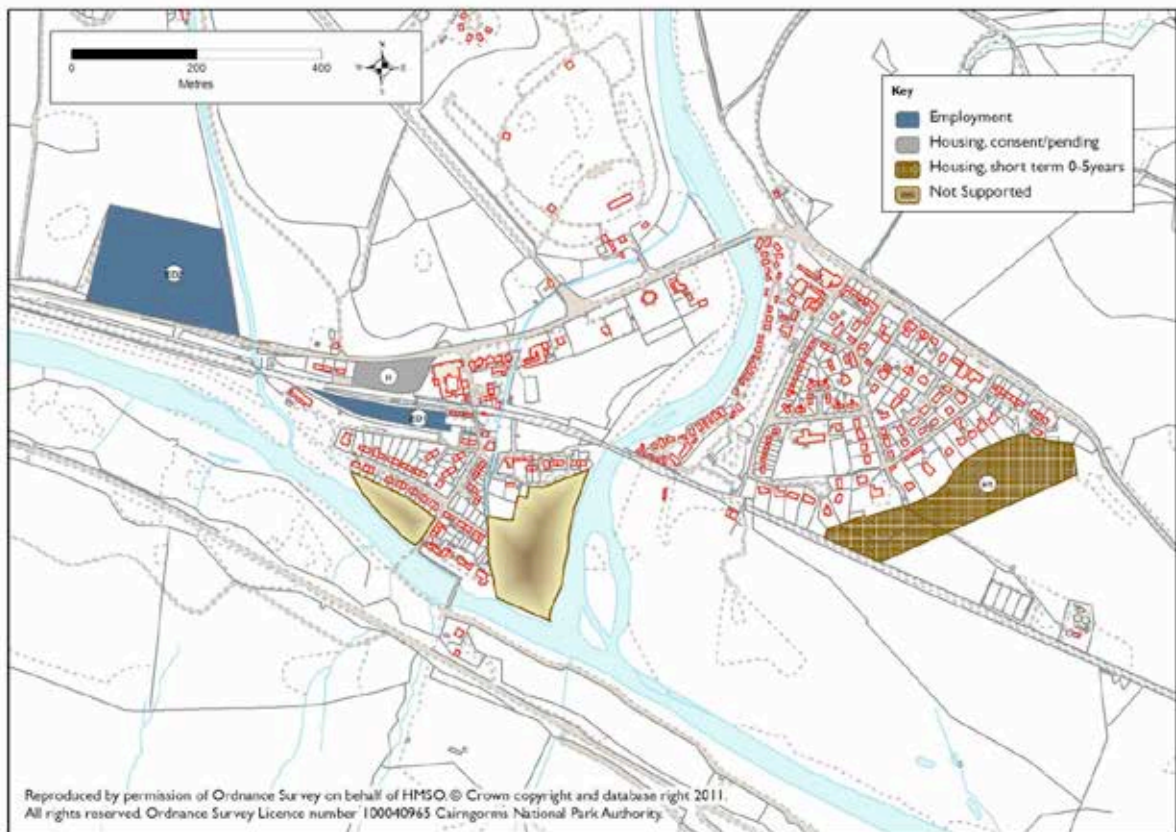 0 200 400
Metres
N
W E
S
Key
Employment
Housing, consent/pending
Housing, short term 0-5years
Not Supported
H
Reproduced by permission of Ordnance Survey on behalf of HMSO. © Crown copyright and database right 2011.
All rights reserved. Ordnance Survey Licence number 100040965 Cairngorms National Park Authority.